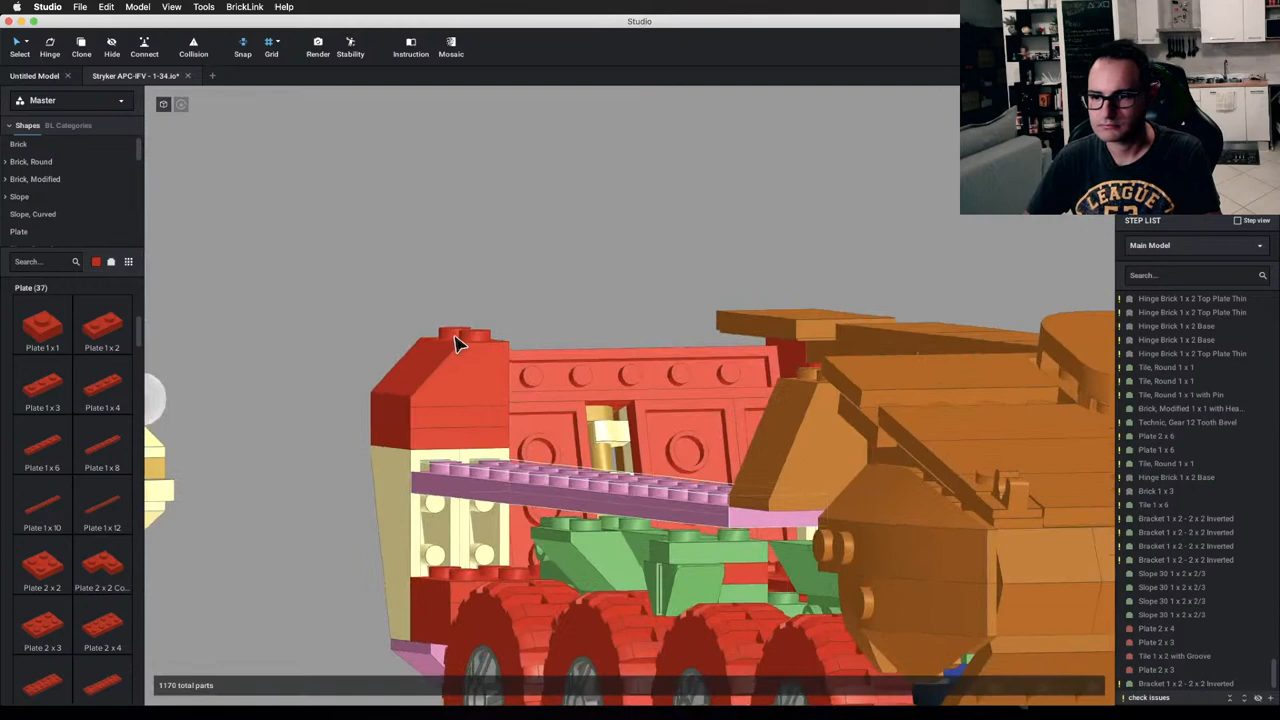 Studio File Edit Model View Tools BrickLink Help
Studio
Select Hinge Clone Hide Connect Collision Snap Grid Render Stability Instruction Mosaic
Untitled Model Stryker APC-IFV - 1-34.io*
Master
Shapes BL Categories
Brick
Brick, Round
Brick, Modified
Slope
Slope, Curved
Plate
Search...
Plate (37)
Plate 1 x 1 Plate 1 x 2
Plate 1 x 3 Plate 1 x 4
Plate 1 x 6 Plate 1 x 8
Plate 1 x 10 Plate 1 x 12
Plate 2 x 2 Plate 2 x 2 Co...
Plate 2 x 3 Plate 2 x 4
1170 total parts
LEAGUE
STEP LIST Step view
Main Model
Search...
Hinge Brick 1 x 2 Top Plate Thin
Hinge Brick 1 x 2 Top Plate Thin
Hinge Brick 1 x 2 Base
Hinge Brick 1 x 2 Base
Hinge Brick 1 x 2 Top Plate Thin
Tile, Round 1 x 1
Tile, Round 1 x 1
Tile, Round 1 x 1 with Pin
Brick, Modified 1 x 1 with Hea...
Technic, Gear 12 Tooth Bevel
Plate 2 x 6
Plate 1 x 6
Tile, Round 1 x 1
Hinge Brick 1 x 2 Base
Brick 1 x 3
Tile 1 x 6
Bracket 1 x 2 - 2 x 2 Inverted
Bracket 1 x 2 - 2 x 2 Inverted
Bracket 1 x 2 - 2 x 2 Inverted
Bracket 1 x 2 - 2 x 2 Inverted
Slope 30 1 x 2 x 2/3
Slope 30 1 x 2 x 2/3
Slope 30 1 x 2 x 2/3
Slope 30 1 x 2 x 2/3
Plate 2 x 4
Plate 2 x 3
Tile 1 x 2 with Groove
Plate 2 x 3
Bracket 1 x 2 - 2 x 2 Inverted
check issues